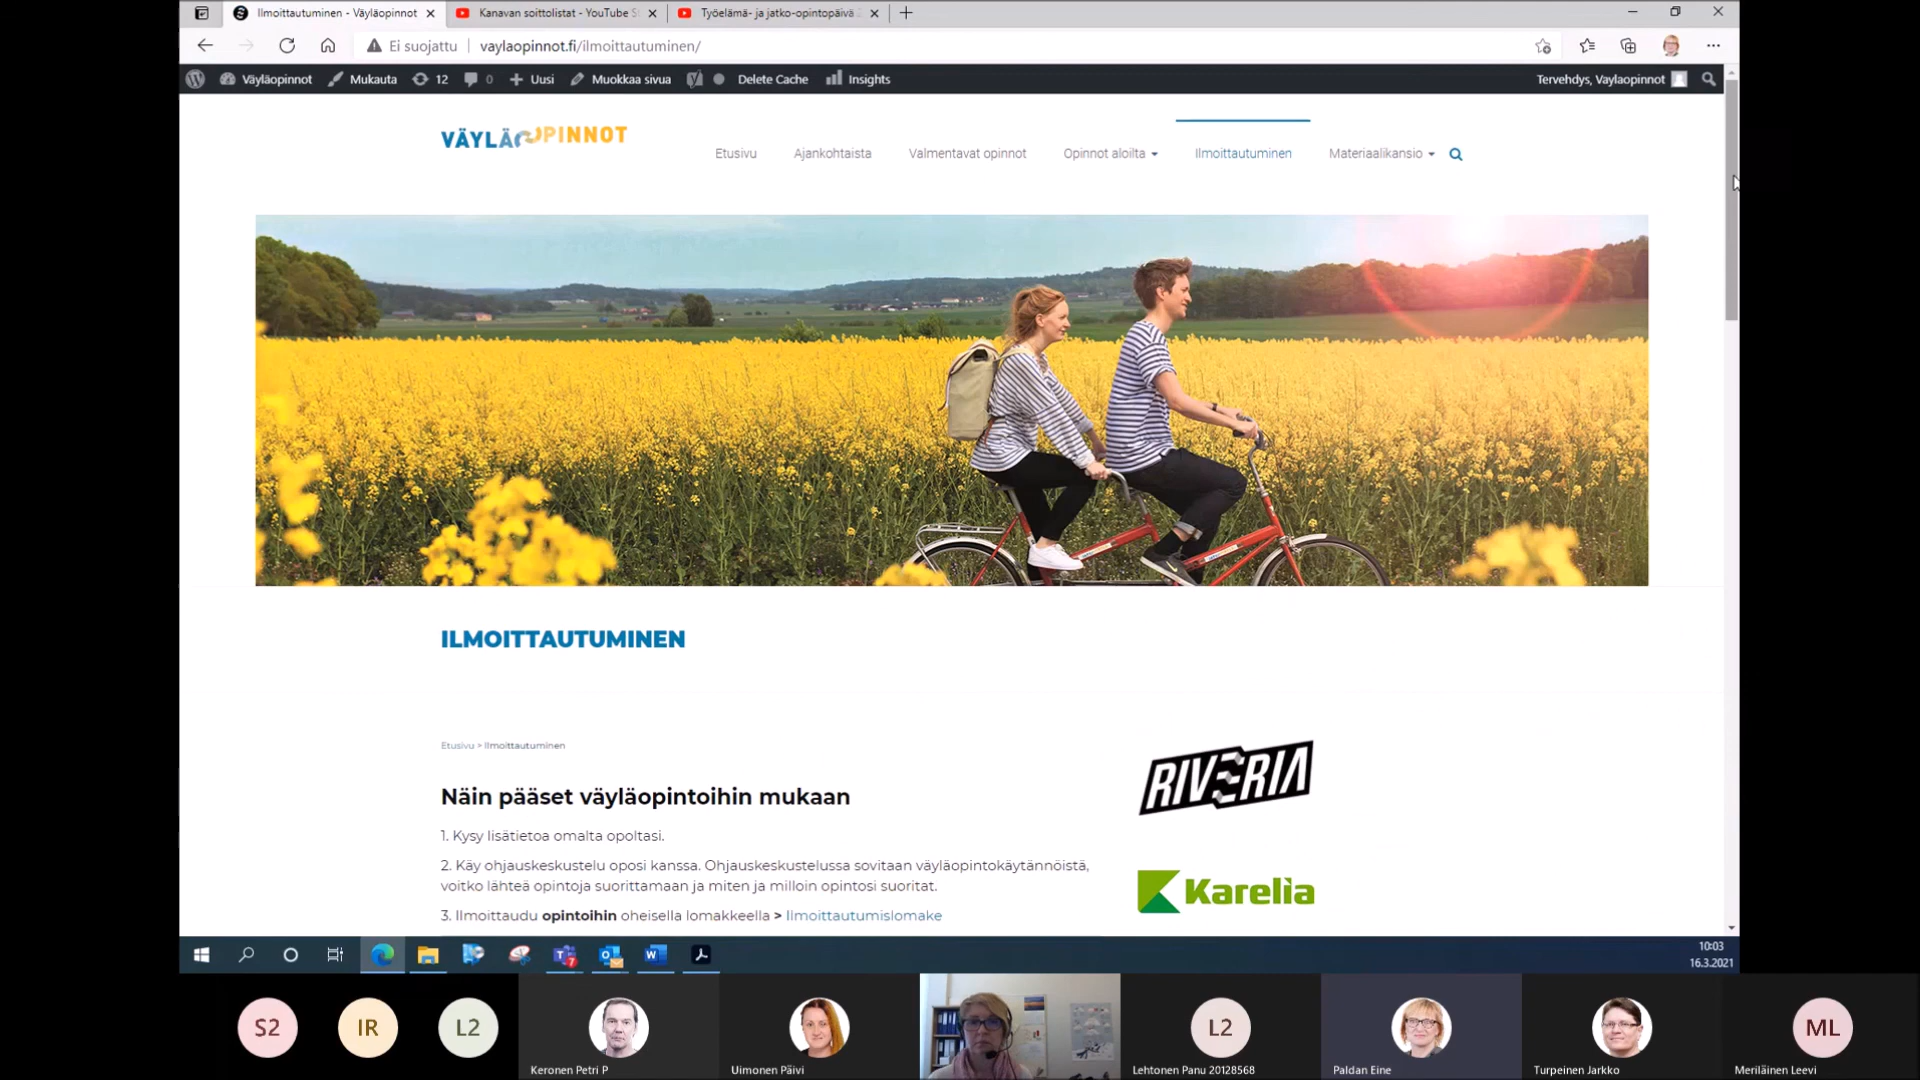 Ilmoittautuminen - Väyläopinnot
Kanavan soittolistat - YouTube S
Työelämä- ja jatko-opintopäivä
Ei suojattu
vaylaopinnot.fi/ilmoittautuminen/
Väyläopinnot
Mukauta
12
0
Uusi
Muokkaa sivua
Delete Cache
Insights
Tervehdys, Vaylaopinnot
VÄYLÄOPINNOT
Etusivu
Ajankohtaista
Valmentavat opinnot
Opinnot aloilta
Ilmoittautuminen
Materiaalikansio
ILMOITTAUTUMINEN
Etusivu > Ilmoittautuminen
RIVERIA
Näin pääset väyläopintoihin mukaan
1. Kysy lisätietoa omalta opoltasi.
2. Käy ohjauskeskustelu oposi kanssa. Ohjauskeskustelussa sovitaan väyläopintokäytännöistä,
voitko lähteä opintoja suorittamaan ja miten ja milloin opintosi suoritat.
Karelia
3. Ilmoittaudu opintoihin oheisella lomakkeella > Ilmoittautumislomake
7
10:03
16.3.2021
S2
IR
L2
L2
ML
Keronen Petri P
Uimonen Päivi
Lehtonen Panu 20128568
Paldan Eine
Turpeinen Jarkko
Meriläinen Leevi